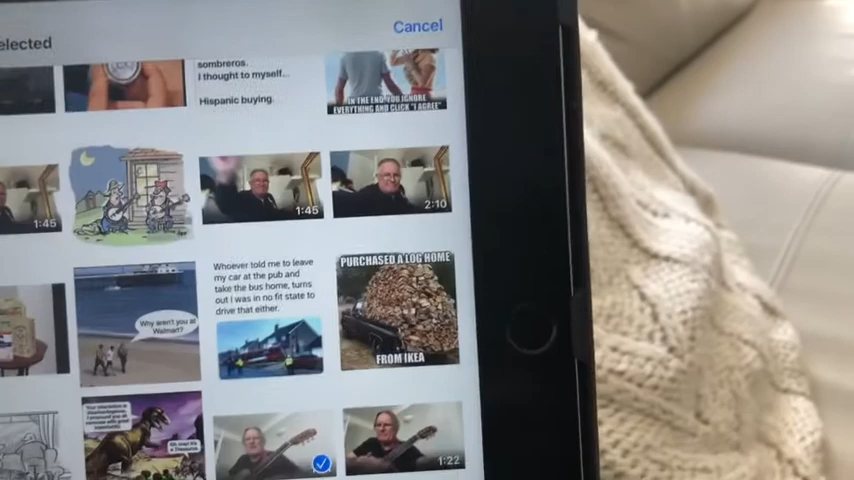 elected
Cancel
sombreros.
I thought to myself...
Hispanic buying.
IN THE END, YOU IGNORE
EVERYTHING AND CLICK "I AGREE"
1:45
1:45
2:10
Why aren't you
at Walmart?
Whoever told me to leave
my car at the pub and
take the bus home, turns
out I was in no fit state to
drive that either.
PURCHASED A LOG HOME
FROM IKEA
1:22